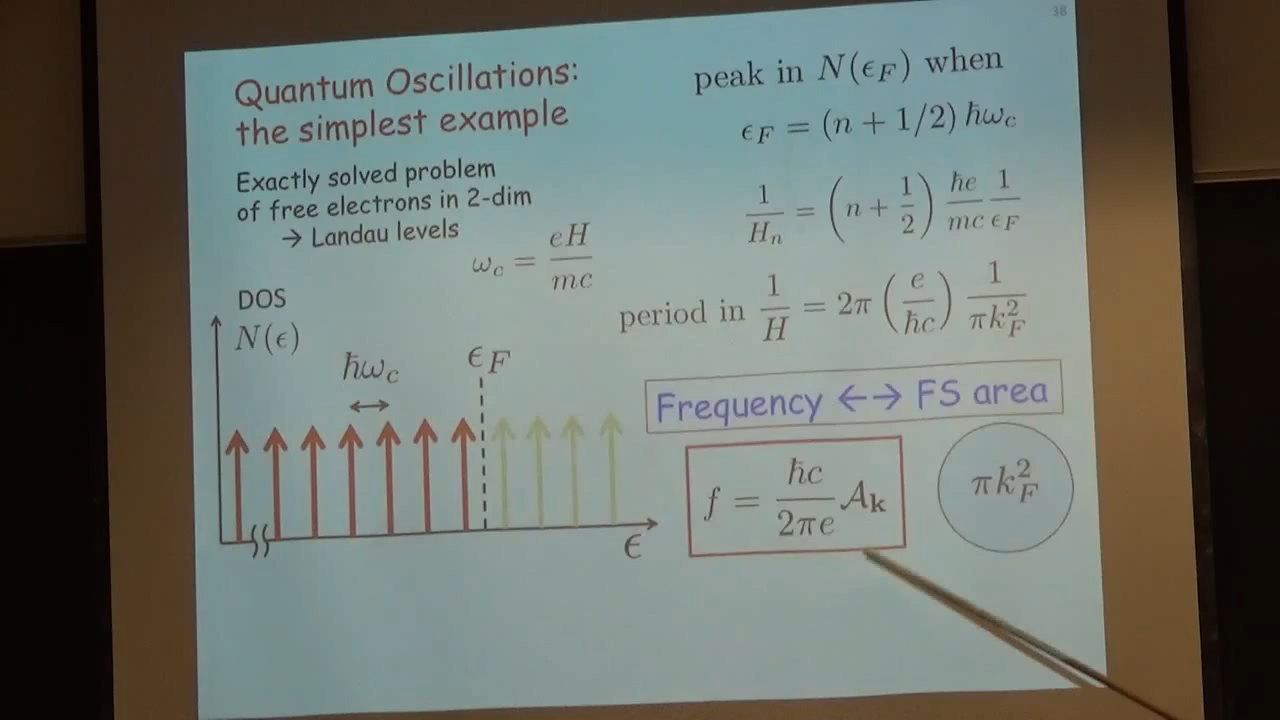 38
Quantum Oscillations:
the simplest example
Exactly solved problem
of free electrons in 2-dim
→ Landau levels
ω_c = eH/mc
DOS
N(ϵ)
ħω_c
ϵ_F
ϵ
peak in N(ϵ_F) when
ϵ_F = (n + 1/2) ħω_c
1/H_n = (n + 1/2) ħe/mc 1/ϵ_F
period in 1/H = 2π (e/ħc) 1/πk_F^2
Frequency ←→ FS area
f = ħc/2πe A_k
πk_F^2